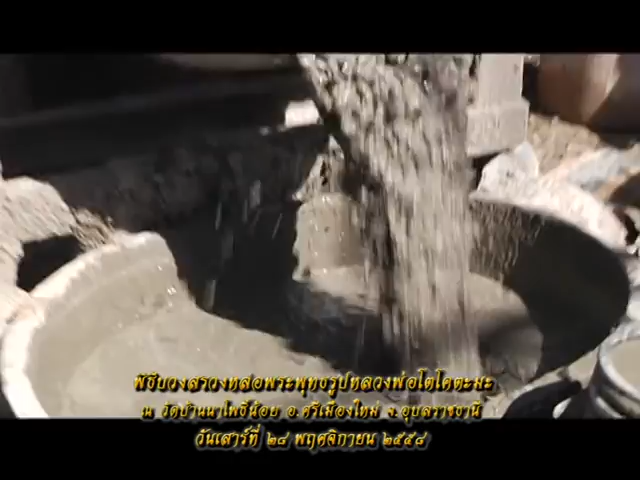 พิธีบวงสรวงหล่อพระพุทธรูปหลวงพ่อโตโคตะมะ
ณ วัดบ้านนาโพธิ์น้อย อ.ศรีเมืองใหม่ จ.อุบลราชธานี
วันเสาร์ที่ ๒๘ พฤศจิกายน ๒๕๕๘